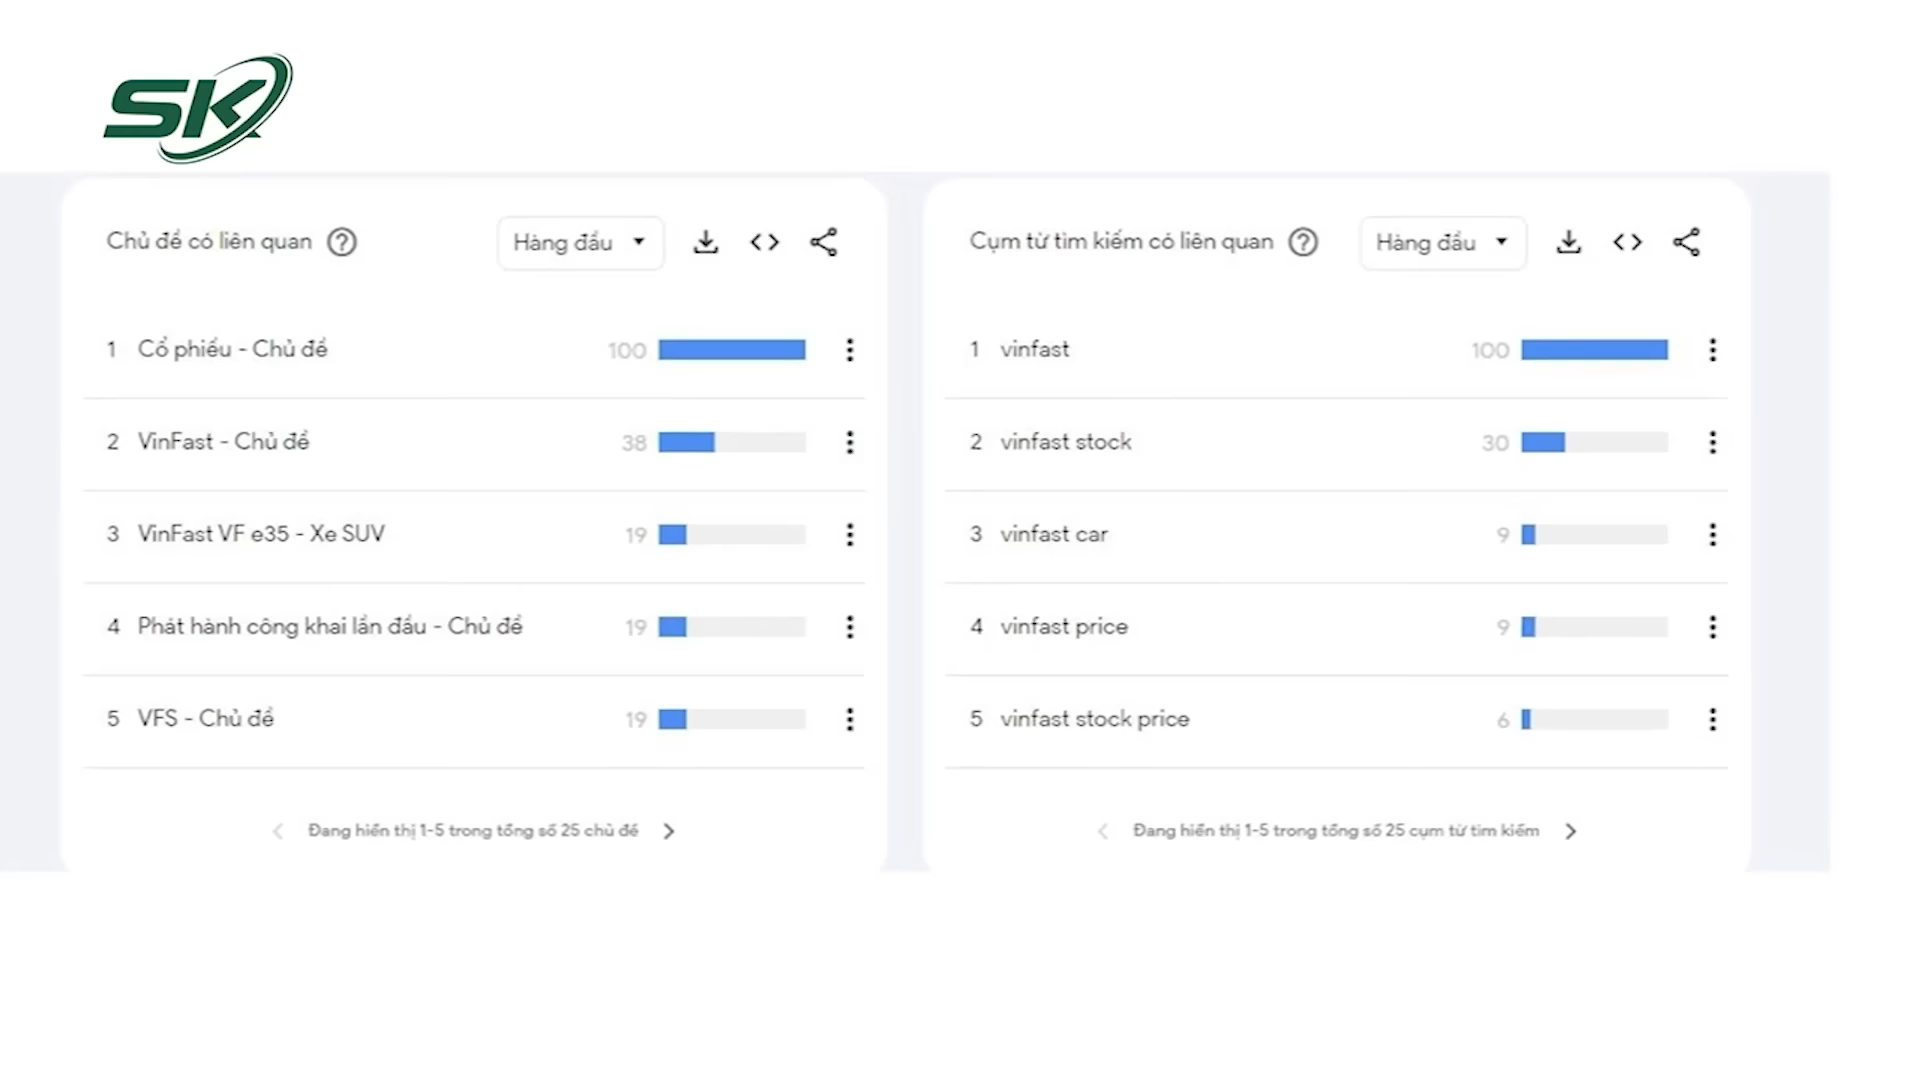 SK
Chủ đề có liên quan
Hàng đầu
1 Cổ phiếu - Chủ đề 100
2 VinFast - Chủ đề 38
3 VinFast VF e35 - Xe SUV 19
4 Phát hành công khai lần đầu - Chủ đề 19
5 VFS - Chủ đề 19
Đang hiển thị 1-5 trong tổng số 25 chủ đề
Cụm từ tìm kiếm có liên quan
Hàng đầu
1 vinfast 100
2 vinfast stock 30
3 vinfast car 9
4 vinfast price 9
5 vinfast stock price 6
Đang hiển thị 1-5 trong tổng số 25 cụm từ tìm kiếm